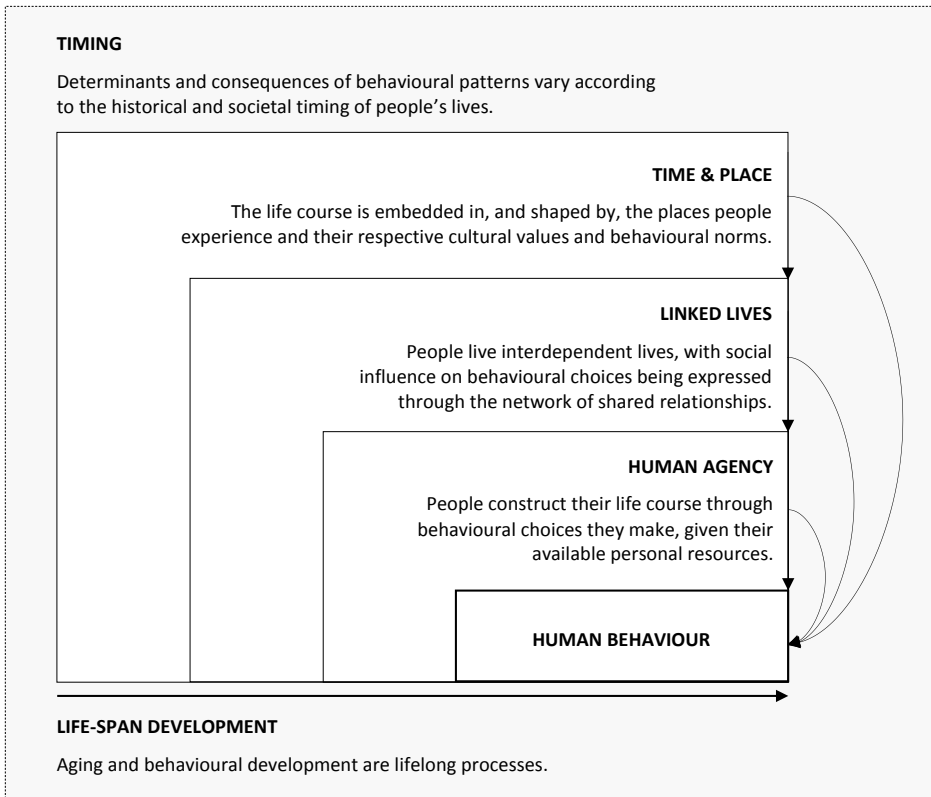 TIMING
Determinants and consequences of behavioural patterns vary according
to the historical and societal timing of people’s lives.
TIME & PLACE
The life course is embedded in, and shaped by, the places people
experience and their respective cultural values and behavioural norms.
LINKED LIVES
People live interdependent lives, with social
influence on behavioural choices being expressed
through the network of shared relationships.
HUMAN AGENCY
People construct their life course through
behavioural choices they make, given their
available personal resources.
HUMAN BEHAVIOUR
LIFE-SPAN DEVELOPMENT
Aging and behavioural development are lifelong processes.